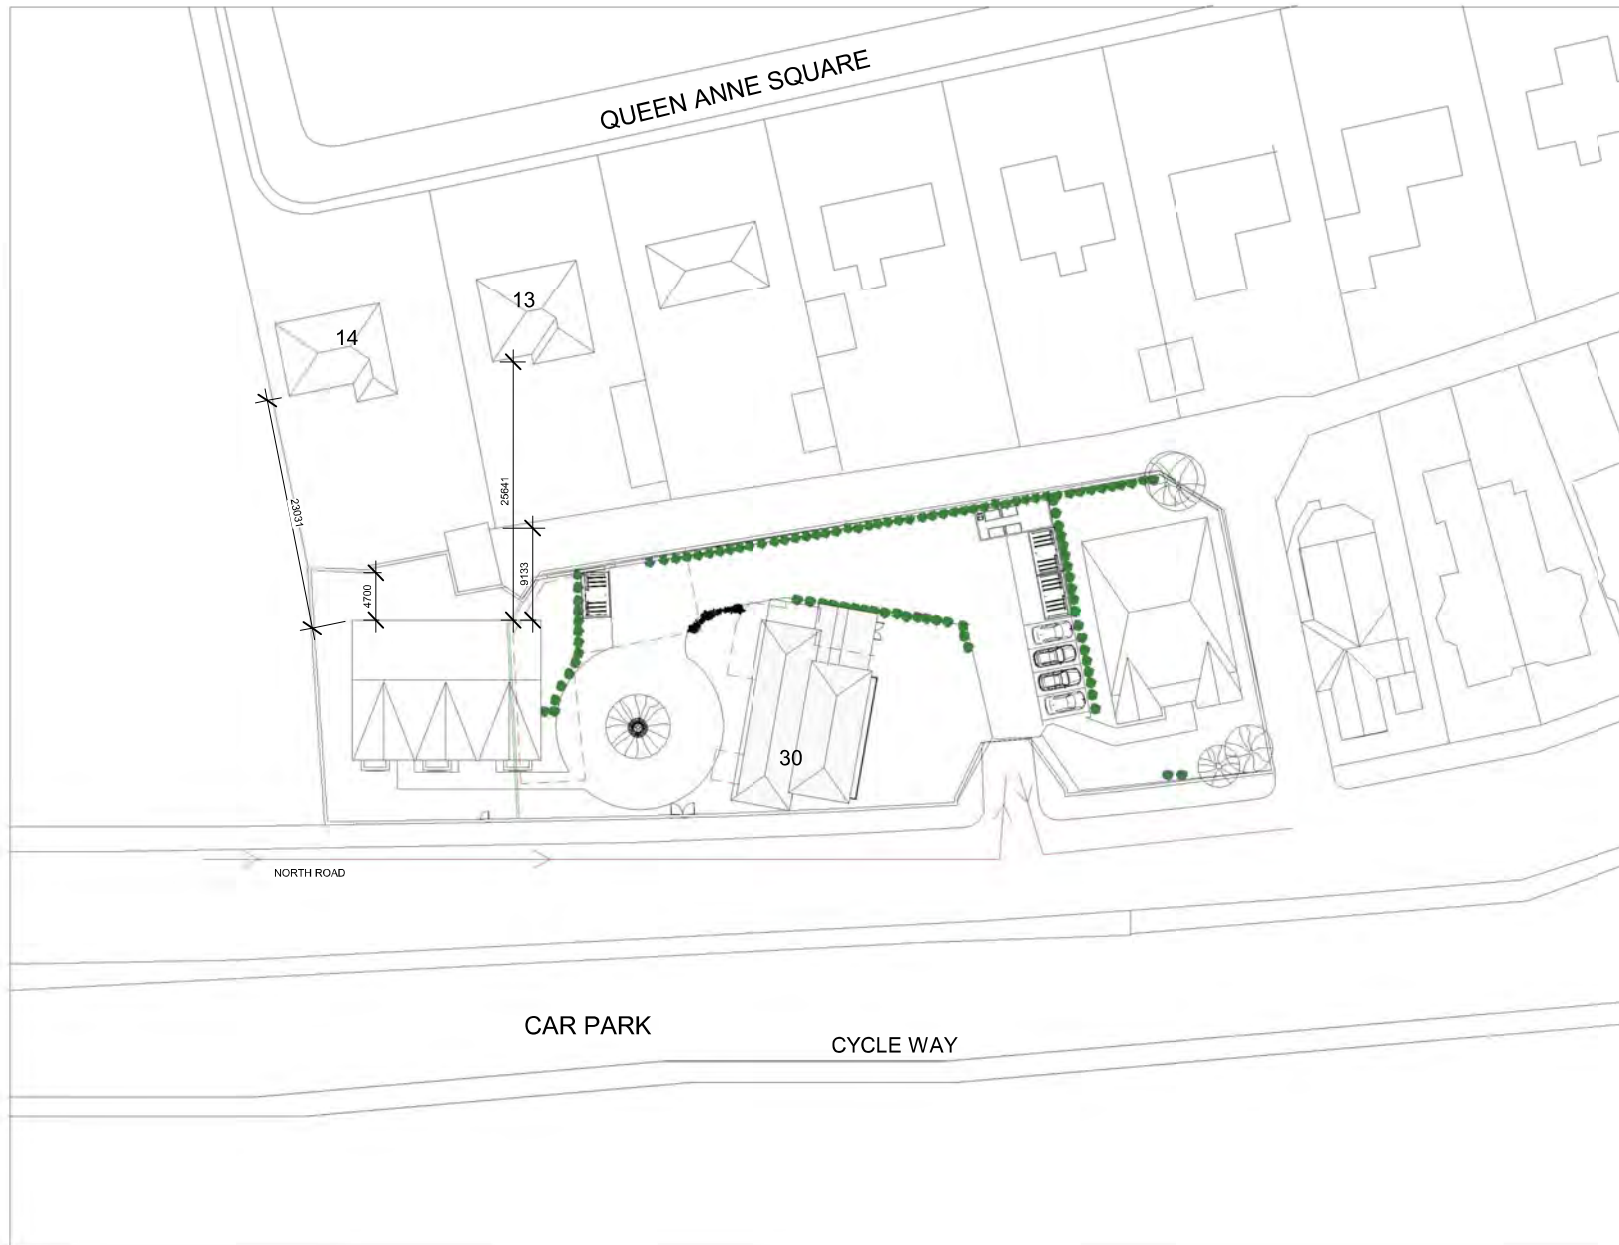 QUEEN ANNE SQUARE
13
14
23031
25641
9133
4700
30
NORTH ROAD
CAR PARK
CYCLE WAY